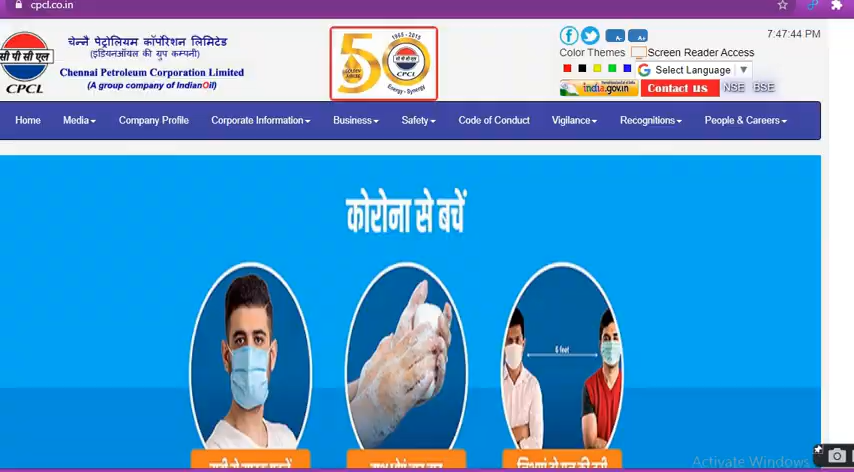 cpcl.co.in
चेन्नै पेट्रोलियम कॉर्पोरेशन लिमिटेड
(इंडियनऑयल की ग्रुप कम्पनी)
Chennai Petroleum Corporation Limited
(A group company of IndianOil)
सी पी सी एल
CPCL
1965 - 2015
50
GOLDEN
CPCL
Energy - Synergy
A-
A+
7:47:44 PM
Color Themes
Screen Reader Access
G Select Language ▼
india.gov.in
Contact us
NSE
BSE
Home
Media
Company Profile
Corporate Information
Business
Safety
Code of Conduct
Vigilance
Recognitions
People & Careers
कोरोना से बचें
6 feet
Activate Windows